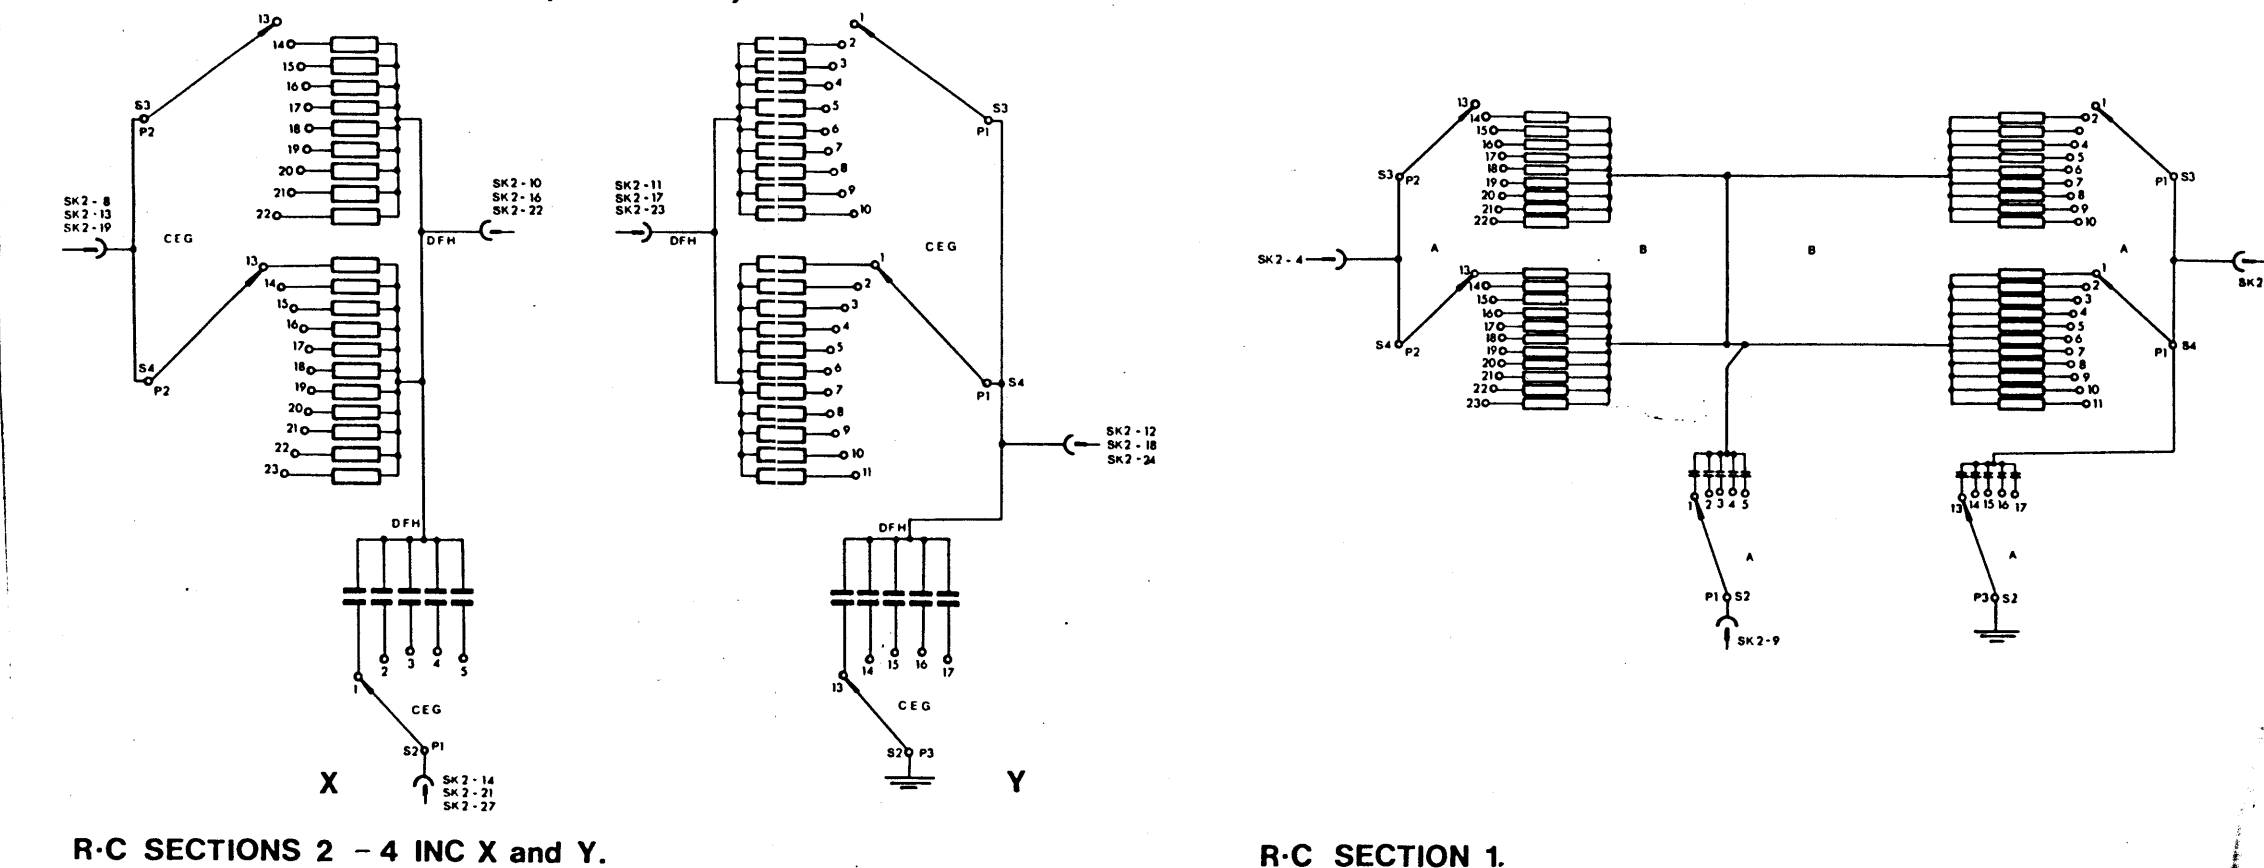 13
14
15
16
17
18
19
20
21
22
S3
P2
SK2 - 8
SK2 - 13
SK2 - 19
CEG
13
14
15
16
17
18
19
20
21
22
23
S4
P2
SK2 - 10
SK2 - 16
SK2 - 22
DFH
DFH
1
2
3
4
5
CEG
S2 P1
SK2 - 14
SK2 - 21
SK2 - 27
X
1
2
3
4
5
6
7
8
9
10
S3
P1
SK2 - 11
SK2 - 17
SK2 - 23
DFH
CEG
1
2
3
4
5
6
7
8
9
10
11
S4
P1
SK2 - 12
SK2 - 18
SK2 - 24
DFH
13
14
15
16
17
CEG
S2 P3
Y
R·C SECTIONS 2 - 4 INC X and Y.
13
14
15
16
17
18
19
20
21
22
S3 P2
SK2 - 4
A
B
13
14
15
16
17
18
19
20
21
22
23
S4 P2
1
2
4
5
6
7
8
9
10
P1 S3
B
A
SK2
1
2
3
4
5
6
7
8
9
10
11
P1 S4
1 2 3 4 5
A
P1 S2
SK2-9
13 14 15 16 17
A
P3 S2
R·C SECTION 1.